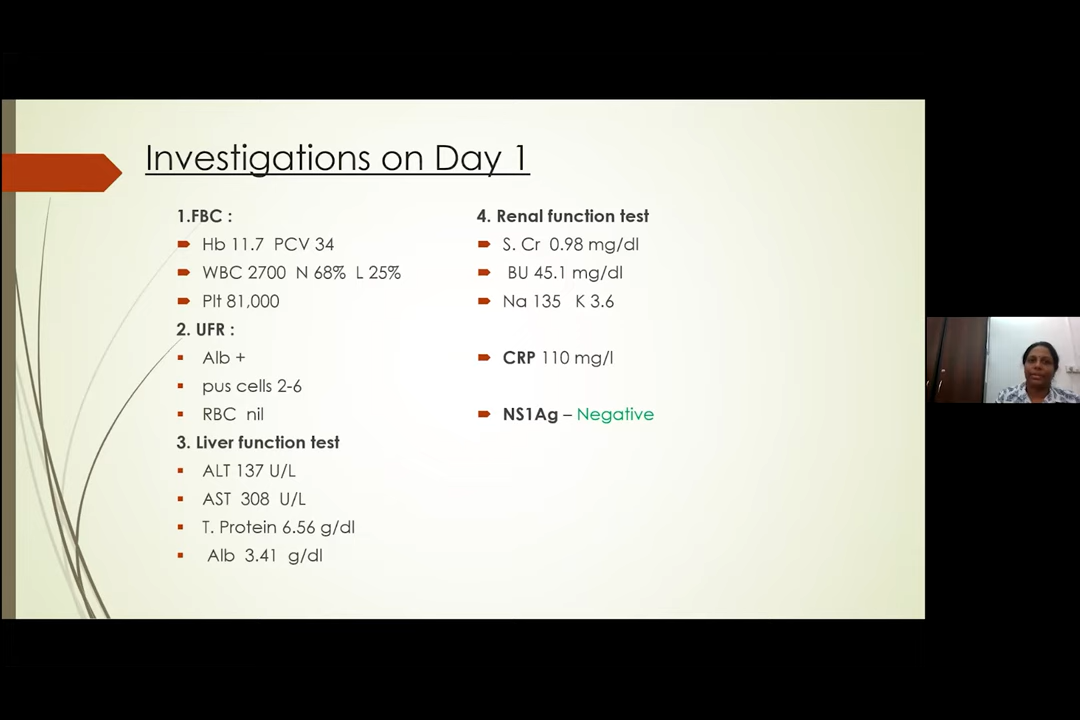 Investigations on Day 1
1.FBC :
Hb 11.7 PCV 34
WBC 2700 N 68% L 25%
Plt 81,000
2. UFR :
Alb +
pus cells 2-6
RBC nil
3. Liver function test
ALT 137 U/L
AST 308 U/L
T. Protein 6.56 g/dl
Alb 3.41 g/dl
4. Renal function test
S. Cr 0.98 mg/dl
BU 45.1 mg/dl
Na 135 K 3.6
CRP 110 mg/l
NS1Ag – Negative